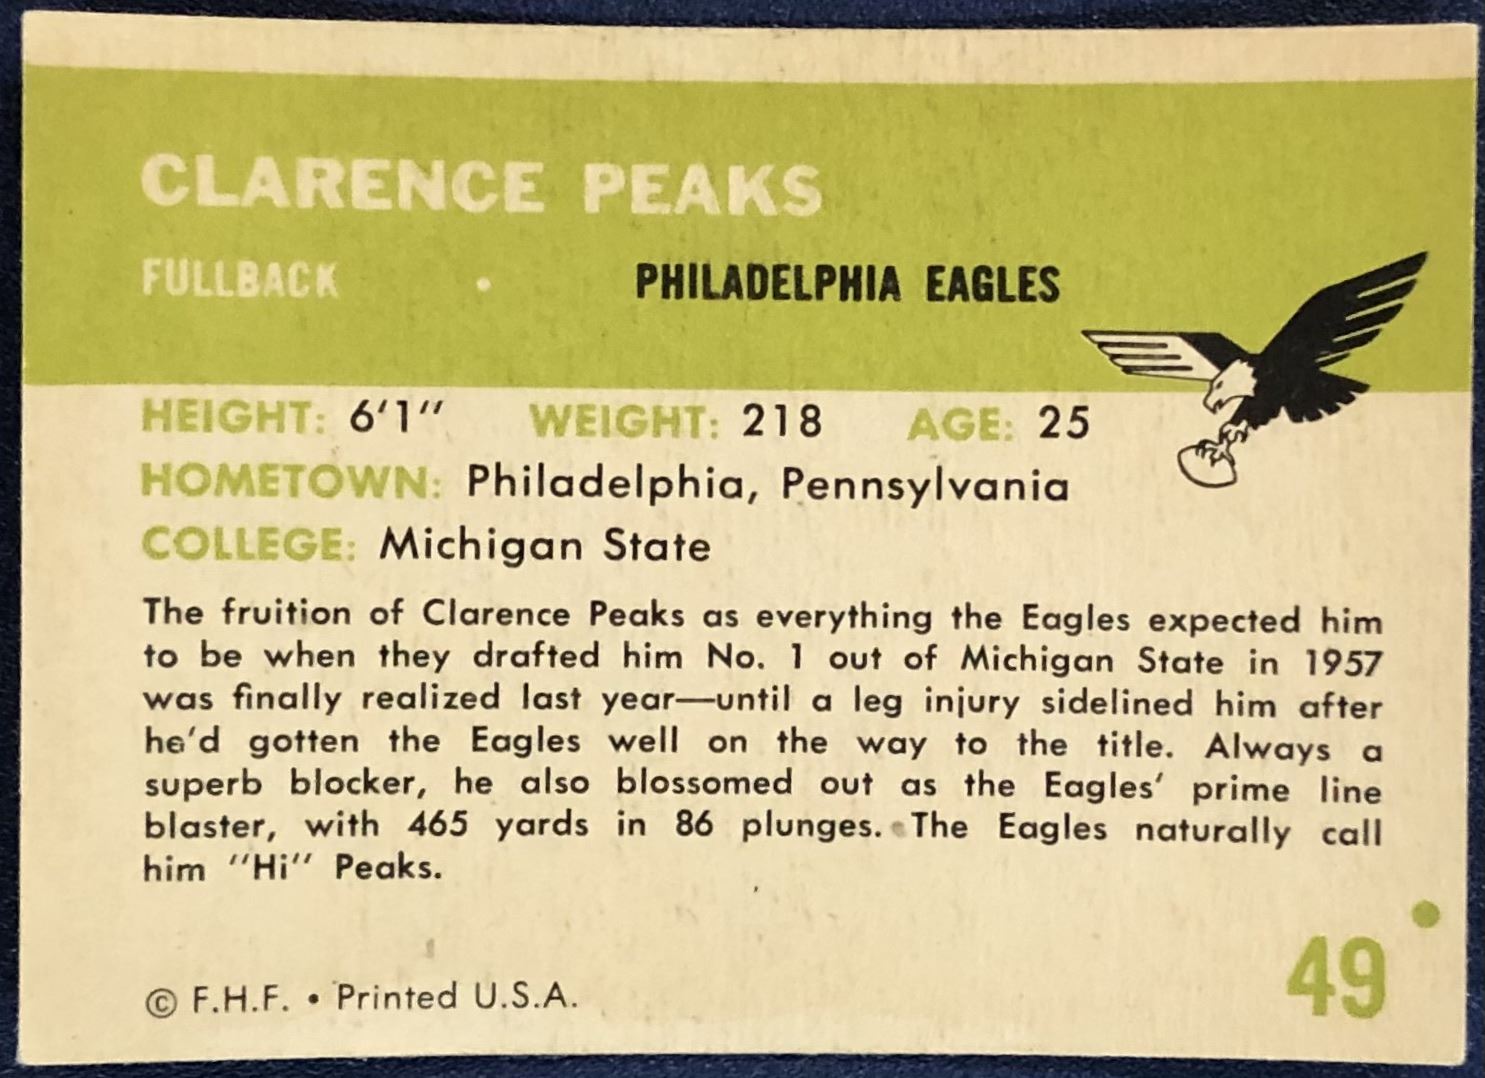 CLARENCE PEAKS
FULLBACK • PHILADELPHIA EAGLES
HEIGHT: 6'1" WEIGHT: 218 AGE: 25
HOMETOWN: Philadelphia, Pennsylvania
COLLEGE: Michigan State
The fruition of Clarence Peaks as everything the Eagles expected him
to be when they drafted him No. 1 out of Michigan State in 1957
was finally realized last year—until a leg injury sidelined him after
he'd gotten the Eagles well on the way to the title. Always a
superb blocker, he also blossomed out as the Eagles' prime line
blaster, with 465 yards in 86 plunges. The Eagles naturally call
him "Hi" Peaks.
49
© F.H.F. • Printed U.S.A.